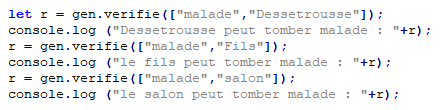 let r = gen.verifie(["malade","Dessetrousse"]);
console.log ("Dessetrousse peut tomber malade : "+r);
r = gen.verifie(["malade","Fils"]);
console.log ("le fils peut tomber malade : "+r);
r = gen.verifie(["malade","salon"]);
console.log ("le salon peut tomber malade : "+r);